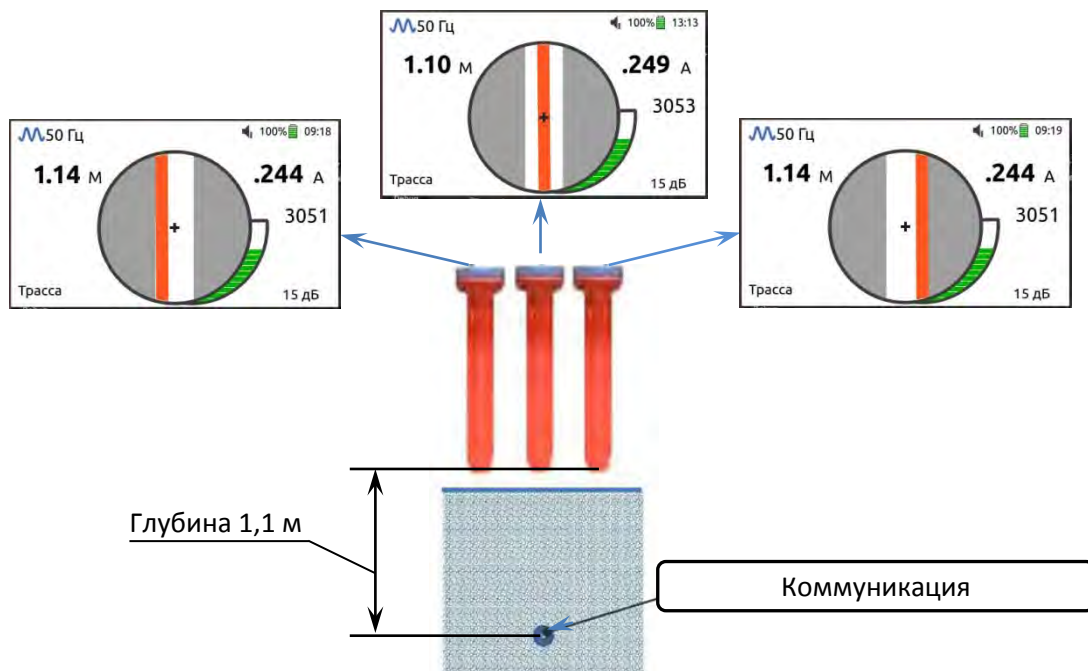 50 Гц
100% 13:13
1.10 м
.249 А
3053
Трасса
15 дБ
50 Гц
100% 09:18
1.14 м
.244 А
3051
Трасса
15 дБ
50 Гц
100% 09:19
1.14 м
.244 А
3051
Трасса
15 дБ
Глубина 1,1 м
Коммуникация